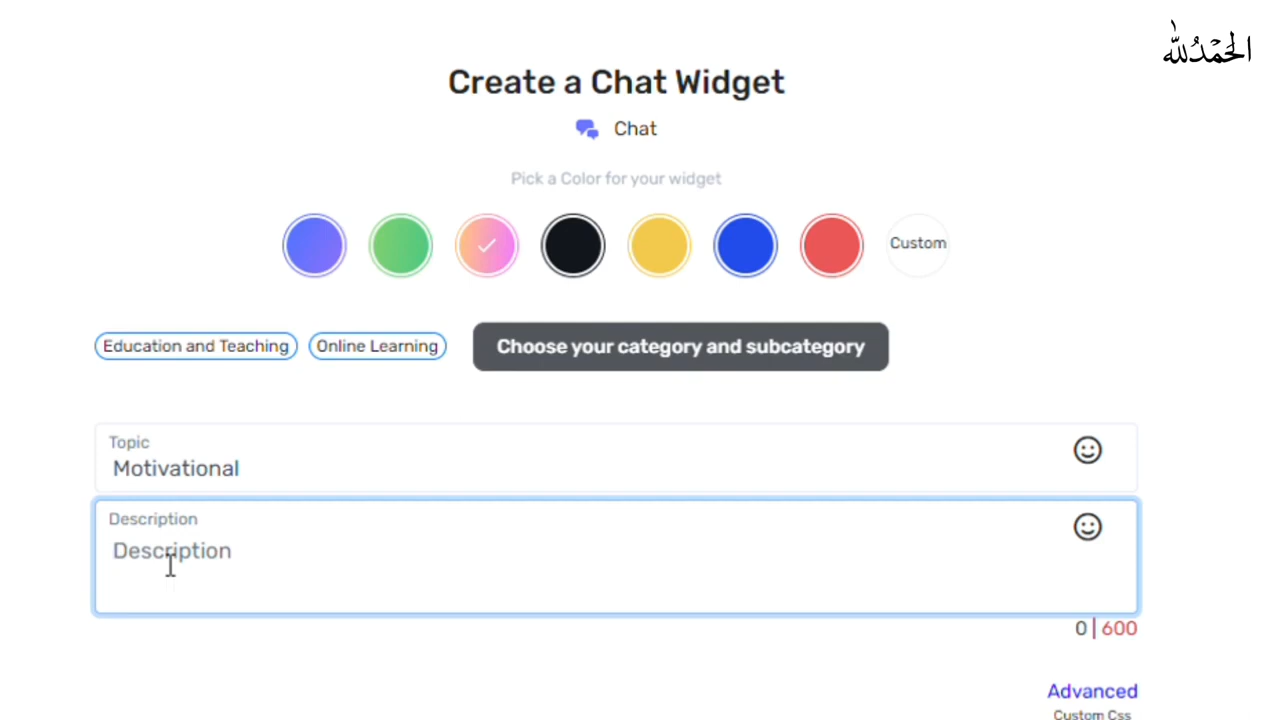 الحمد لله
Create a Chat Widget
Chat
Pick a Color for your widget
Custom
Education and Teaching
Online Learning
Choose your category and subcategory
Topic
Motivational
Description
Description
0 | 600
Advanced
Custom Css